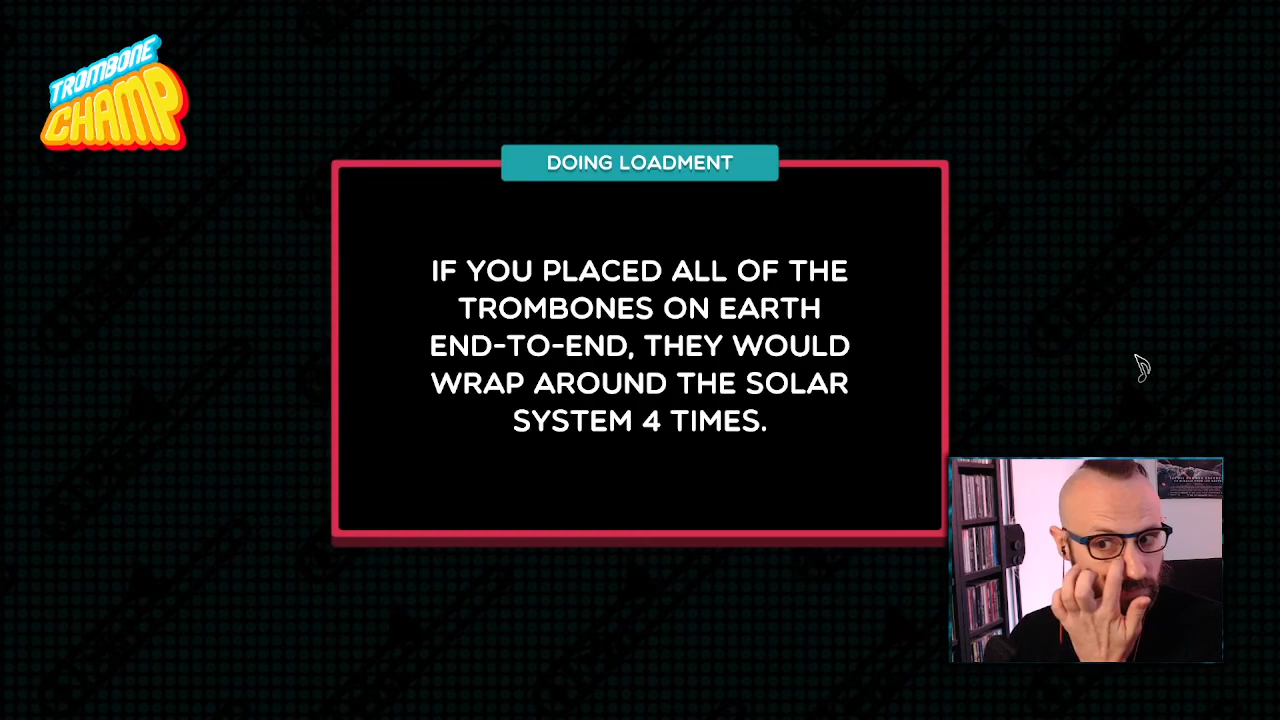 TROMBONE
CHAMP
DOING LOADMENT
IF YOU PLACED ALL OF THE
TROMBONES ON EARTH
END-TO-END, THEY WOULD
WRAP AROUND THE SOLAR
SYSTEM 4 TIMES.